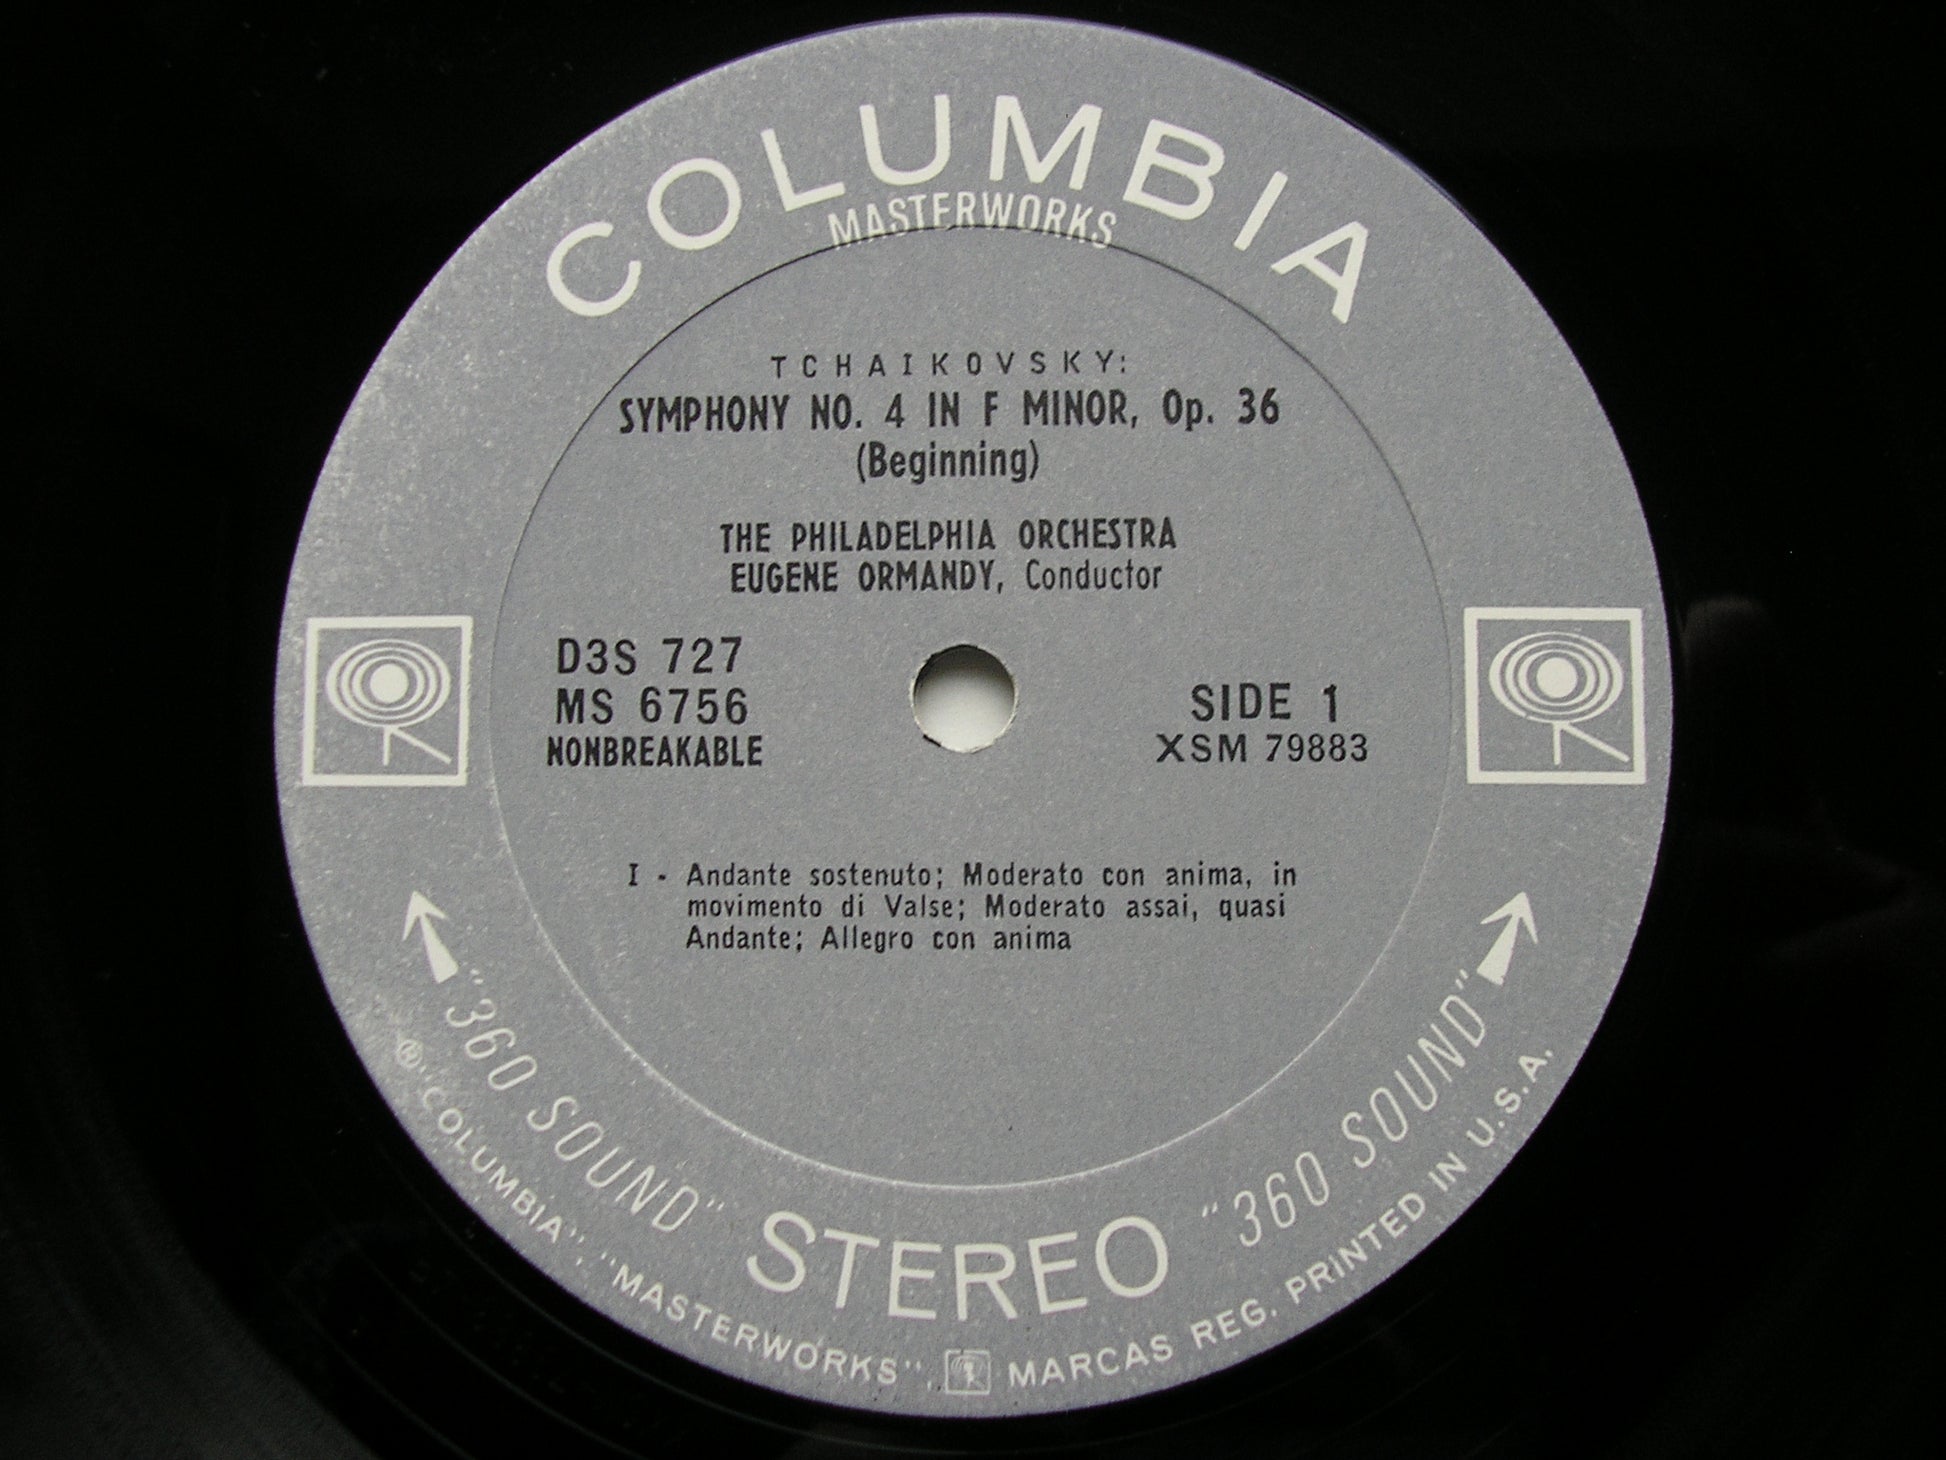 COLUMBIA
MASTERWORKS
TCHAIKOVSKY:
SYMPHONY NO. 4 IN F MINOR, Op. 36
(Beginning)
THE PHILADELPHIA ORCHESTRA
EUGENE ORMANDY, Conductor
D3S 727
MS 6756
NONBREAKABLE
SIDE 1
XSM 79883
I - Andante sostenuto; Moderato con anima, in
movimento di Valse; Moderato assai, quasi
Andante; Allegro con anima
"360 SOUND" STEREO "360 SOUND"
® "COLUMBIA", "MASTERWORKS", MARCAS REG. PRINTED IN U.S.A.